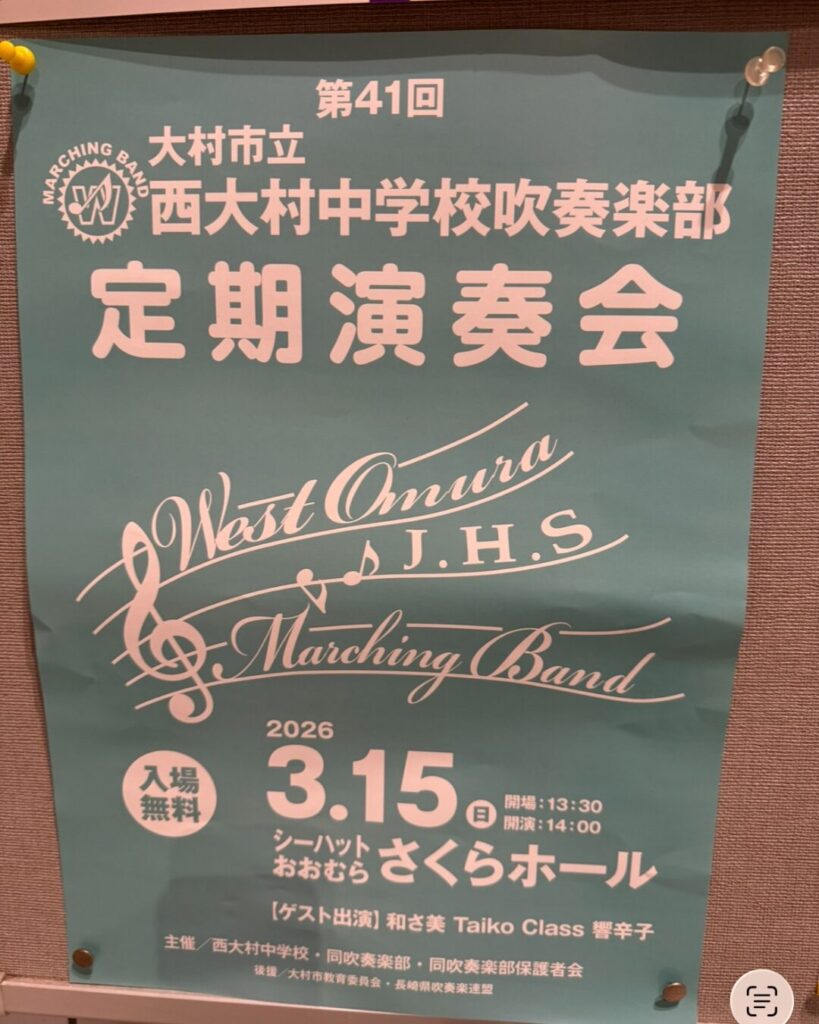 第41回
MARCHING BAND
W
大村市立
西大村中学校吹奏楽部
定期演奏会
West Omura
J.H.S
Marching Band
2026
3.15 日
開場:13:30
開演:14:00
入場
無料
シーハット
おおむら
さくらホール
【ゲスト出演】和さ美 Taiko Class 響辛子
主催/西大村中学校・同吹奏楽部・同吹奏楽部保護者会
後援/大村市教育委員会・長崎県吹奏楽連盟